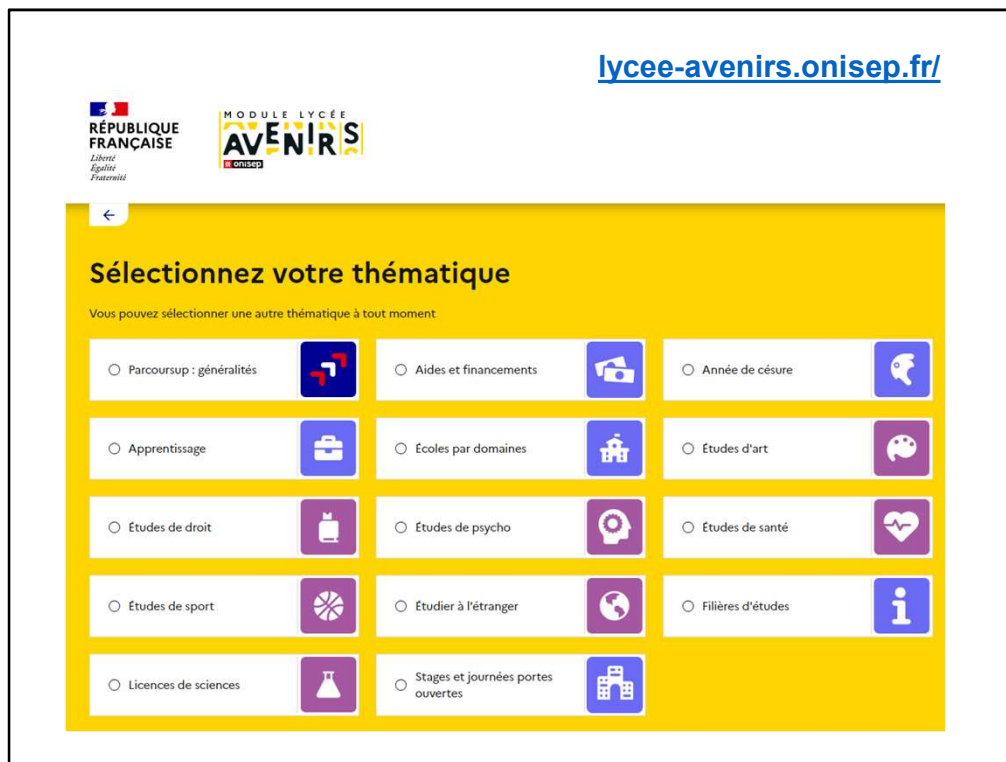 lycee-avenirs.onisep.fr/
RÉPUBLIQUE
FRANÇAISE
Liberté
Égalité
Fraternité
MODULE LYCÉE
AVENIRS
onisep
Sélectionnez votre thématique
Vous pouvez sélectionner une autre thématique à tout moment
Parcoursup : généralités
Aides et financements
Année de césure
Apprentissage
Écoles par domaines
Études d'art
Études de droit
Études de psycho
Études de santé
Études de sport
Étudier à l'étranger
Filières d'études
Licences de sciences
Stages et journées portes
ouvertes